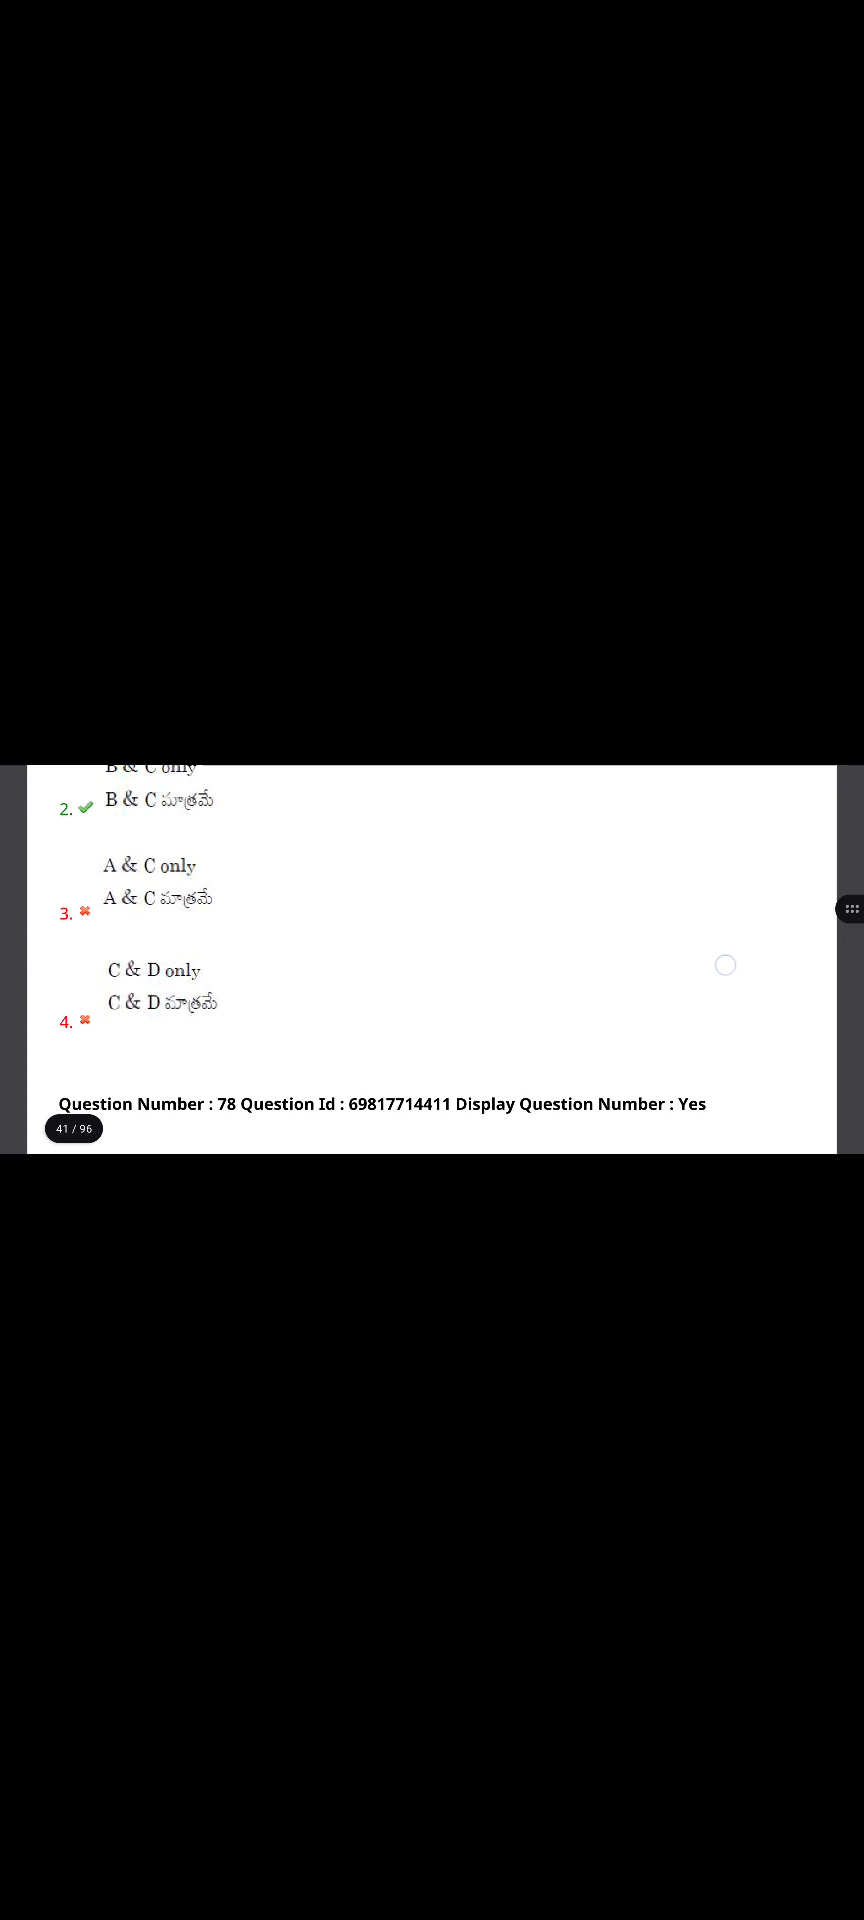 B & C only
2. B & C మాత్రమే
A & C only
A & C మాత్రమే
3.
C & D only
C & D మాత్రమే
4.
Question Number : 78 Question Id : 69817714411 Display Question Number : Yes
41 / 96